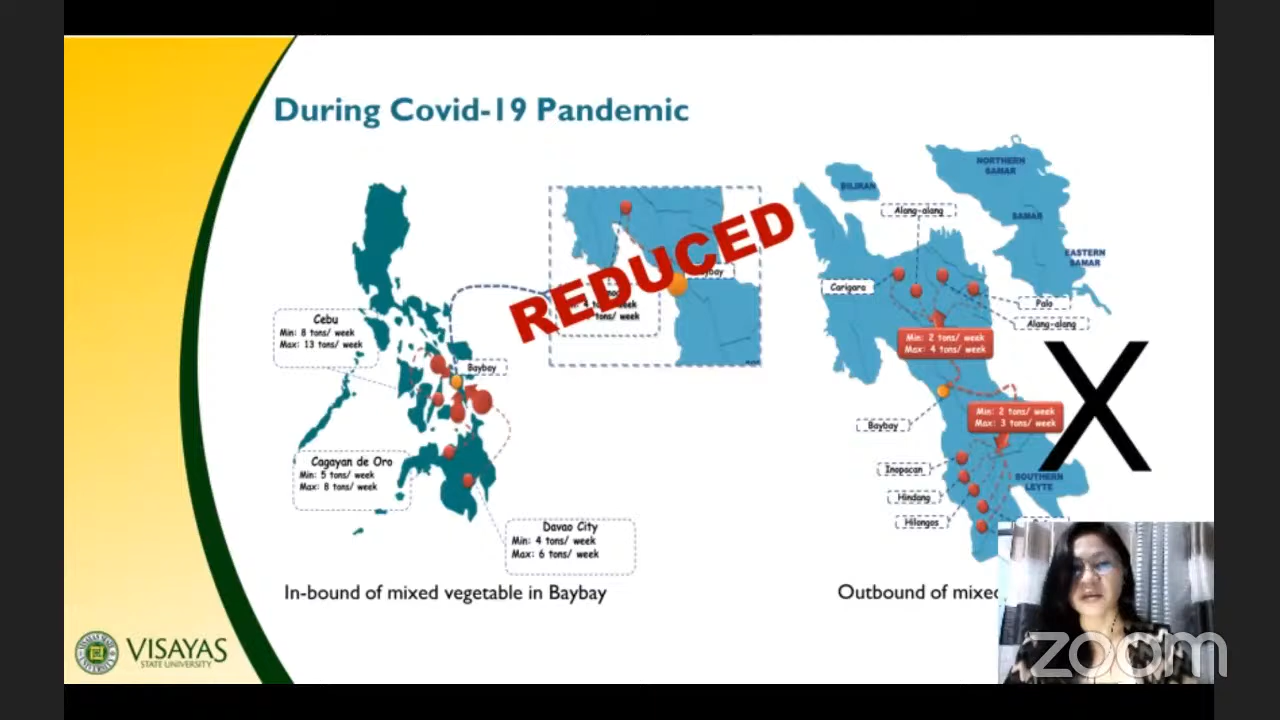 During Covid-19 Pandemic
NORTHERN
SAMAR
BILIRAN
Alang-alang
SAMAR
EASTERN
SAMAR
REDUCED
Carigara
Palo
Alang-alang
Cebu
Min: 8 tons/ week
Max: 13 tons/ week
Baybay
Min: 2 tons/ week
Max: 4 tons/ week
X
Min: 2 tons/ week
Max: 3 tons/ week
Baybay
Cagayan de Oro
Min: 5 tons/ week
Max: 8 tons/ week
Inopacan
SOUTHERN
LEYTE
Hindang
Hilongos
Davao City
Min: 4 tons/ week
Max: 6 tons/ week
In-bound of mixed vegetable in Baybay
Outbound of mixed
VISAYAS
STATE UNIVERSITY
zoom